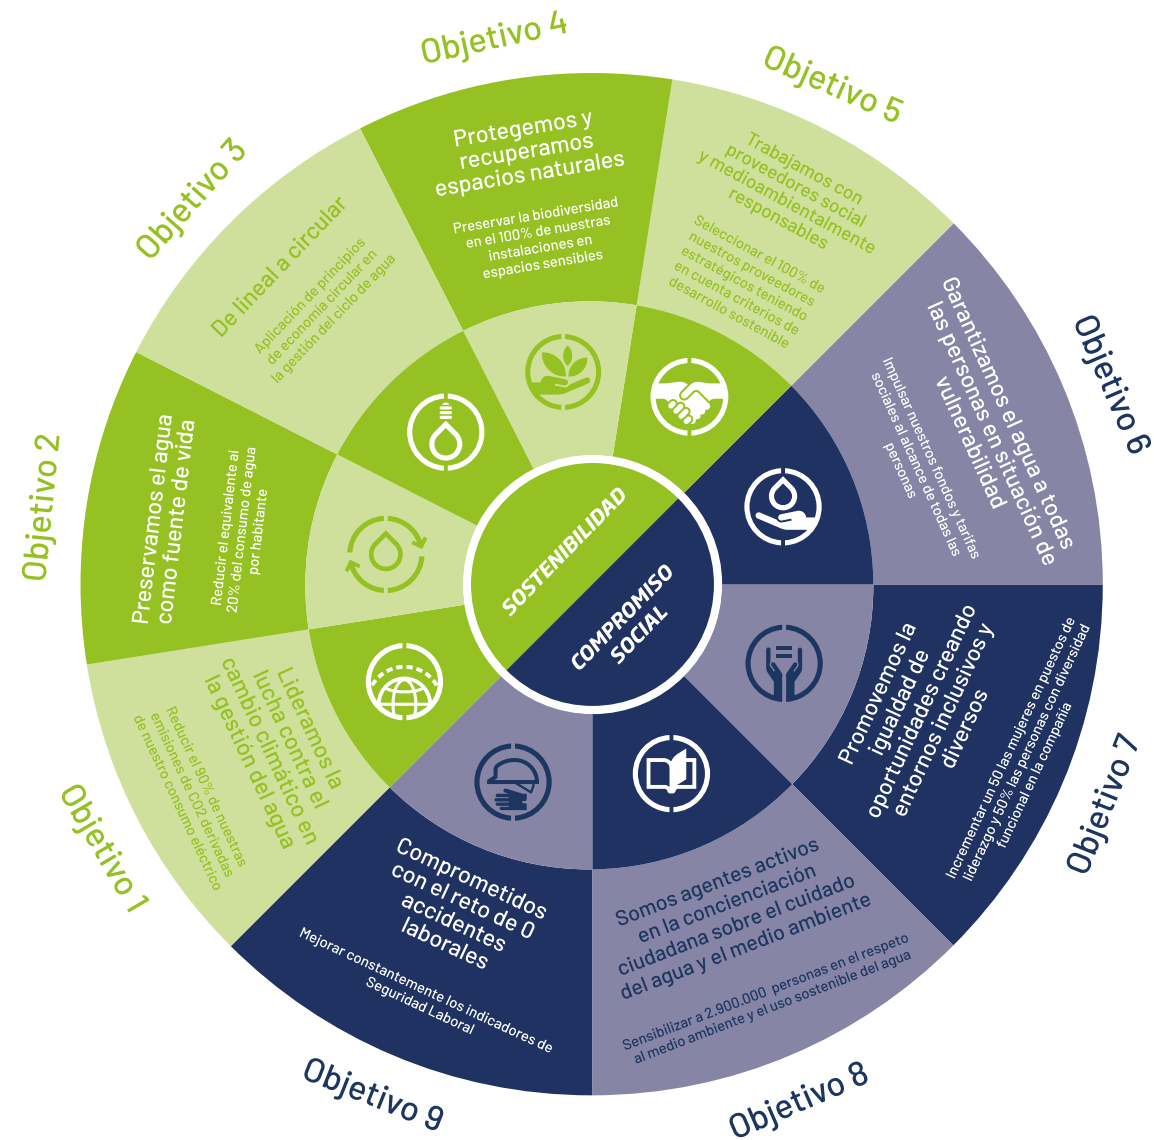 SOSTENIBILIDAD
COMPROMISO
SOCIAL
Objetivo 1
Lideramos la
lucha contra el
cambio climático en
la gestión del agua
Reducir el 90% de nuestras
emisiones de CO2 derivadas
de nuestro consumo eléctrico
Objetivo 2
Preservamos el agua
como fuente de vida
Reducir el equivalente al
20% del consumo de agua
por habitante
Objetivo 3
De lineal a circular
Aplicación de principios
de economía circular en
la gestión del ciclo de agua
Objetivo 4
Protegemos y
recuperamos
espacios naturales
Preservar la biodiversidad
en el 100% de nuestras
instalaciones en
espacios sensibles
Objetivo 5
Trabajamos con
proveedores social
y medioambientalmente
responsables
Seleccionar el 100% de
nuestros proveedores
estratégicos teniendo
en cuenta criterios de
desarrollo sostenible
Objetivo 6
Garantizamos el agua a todas
las personas en situación de
vulnerabilidad
Impulsar nuestros fondos y tarifas
sociales al alcance de todas las
personas
Objetivo 7
Promovemos la
igualdad de
oportunidades creando
entornos inclusivos y
diversos
Incrementar un 50 las mujeres en puestos de
liderazgo y 50% las personas con diversidad
funcional en la compañía
Objetivo 8
Somos agentes activos
en la concienciación
ciudadana sobre el cuidado
del agua y el medio ambiente
Sensibilizar a 2.900.000 personas en el respeto
al medio ambiente y el uso sostenible del agua
Objetivo 9
Comprometidos
con el reto de 0
accidentes
laborales
Mejorar constantemente los indicadores de
Seguridad Laboral